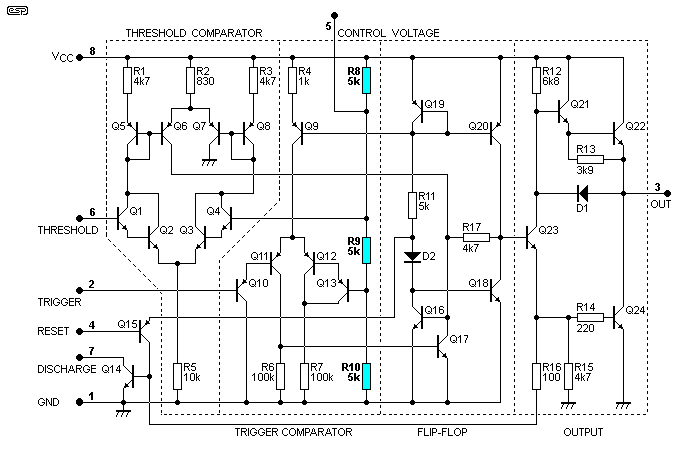 esp
5
THRESHOLD COMPARATOR
CONTROL VOLTAGE
VCC 8
R1 4k7
R2 830
R3 4k7
R4 1k
R8 5k
R12 6k8
Q5
Q6
Q7
Q8
Q9
Q19
Q20
Q21
Q22
R13 3k9
3
OUT
D1
6
THRESHOLD
Q1
Q2
Q3
Q4
R11 5k
R9 5k
R17 4k7
Q23
D2
Q11
Q12
Q10
Q13
Q18
2
TRIGGER
Q16
R14 220
Q24
4
RESET
Q15
Q17
7
DISCHARGE
Q14
R5 10k
R6 100k
R7 100k
R10 5k
R16 100
R15 4k7
GND 1
TRIGGER COMPARATOR
FLIP-FLOP
OUTPUT